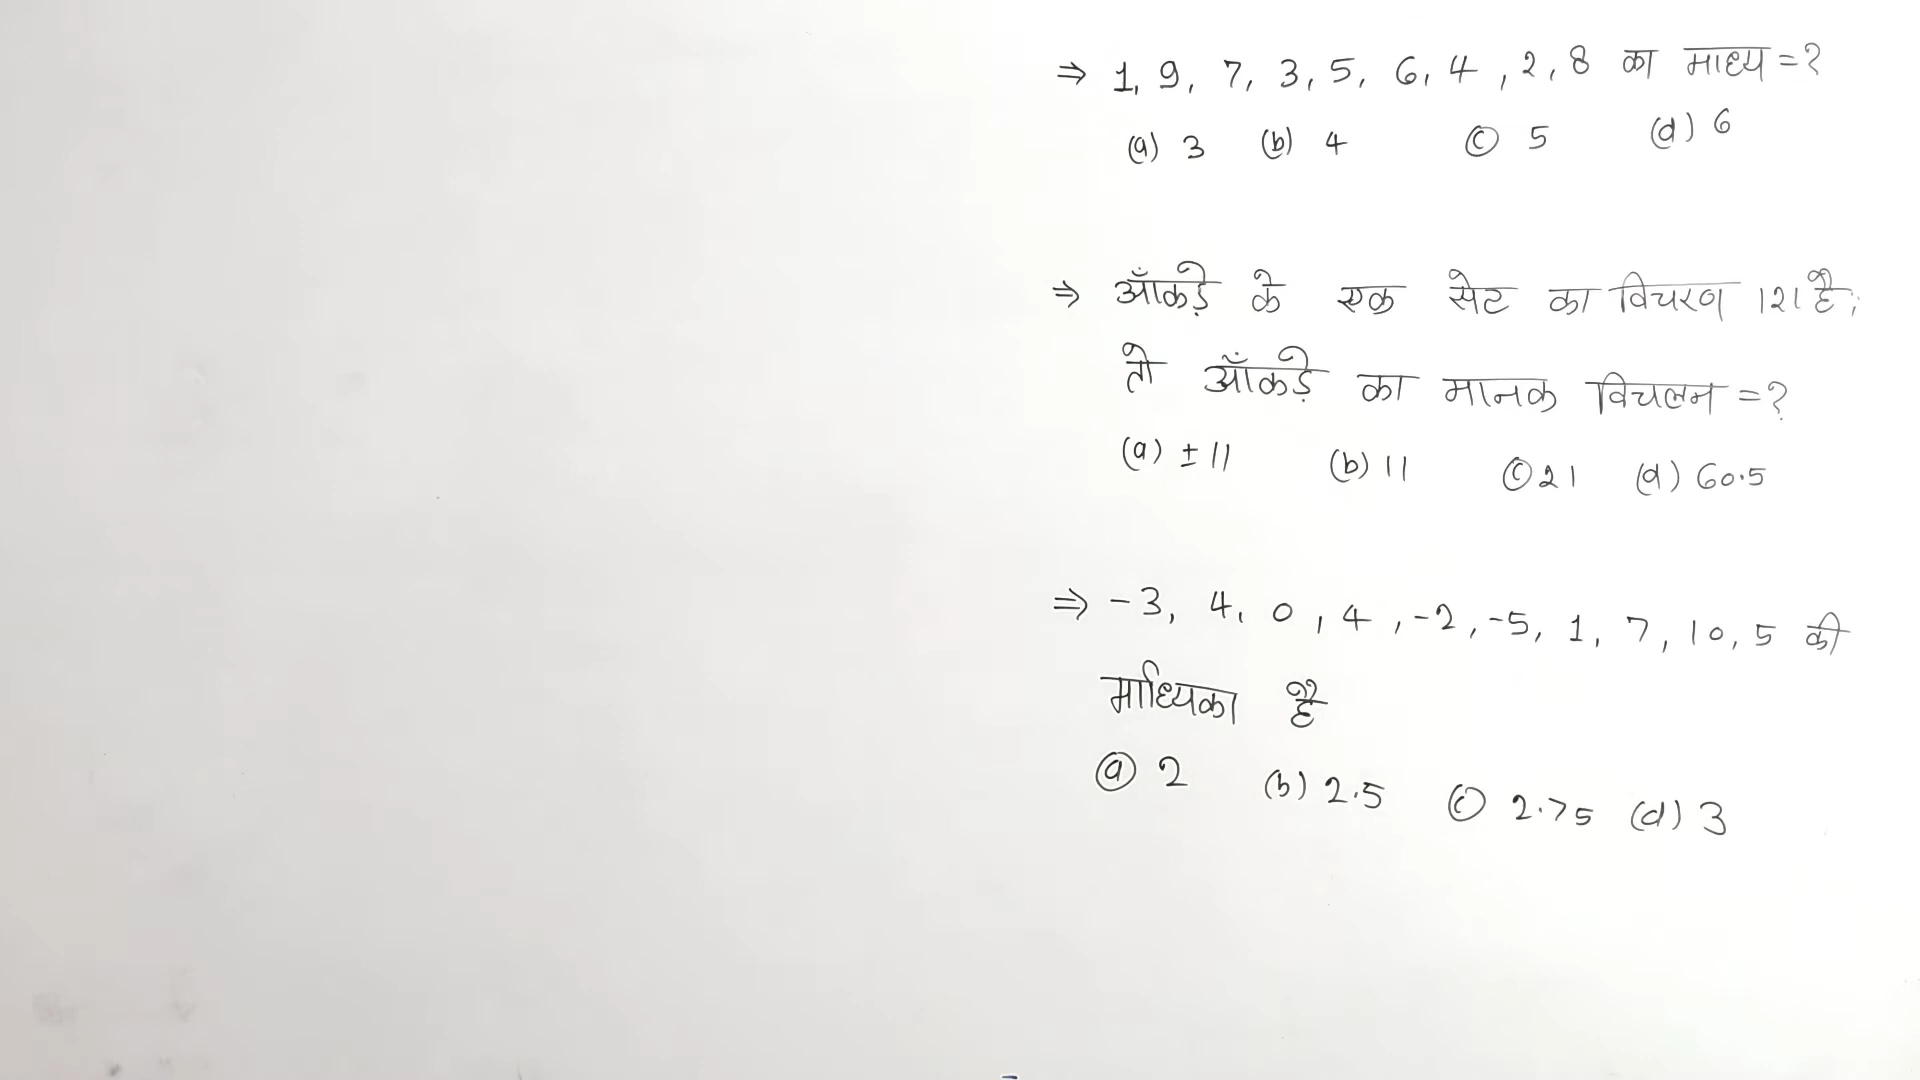 ⇒ 1, 9, 7, 3, 5, 6, 4, 2, 8 का माध्य = ?
(a) 3 (b) 4 (c) 5 (d) 6
⇒ आँकड़े के एक सेट का विचरण 121 है;
तो आँकड़े का मानक विचलन = ?
(a) ± 11 (b) 11 (c) 21 (d) 60.5
⇒ -3, 4, 0, 4, -2, -5, 1, 7, 10, 5 की
माध्यिका है
(a) 2 (b) 2.5 (c) 2.75 (d) 3